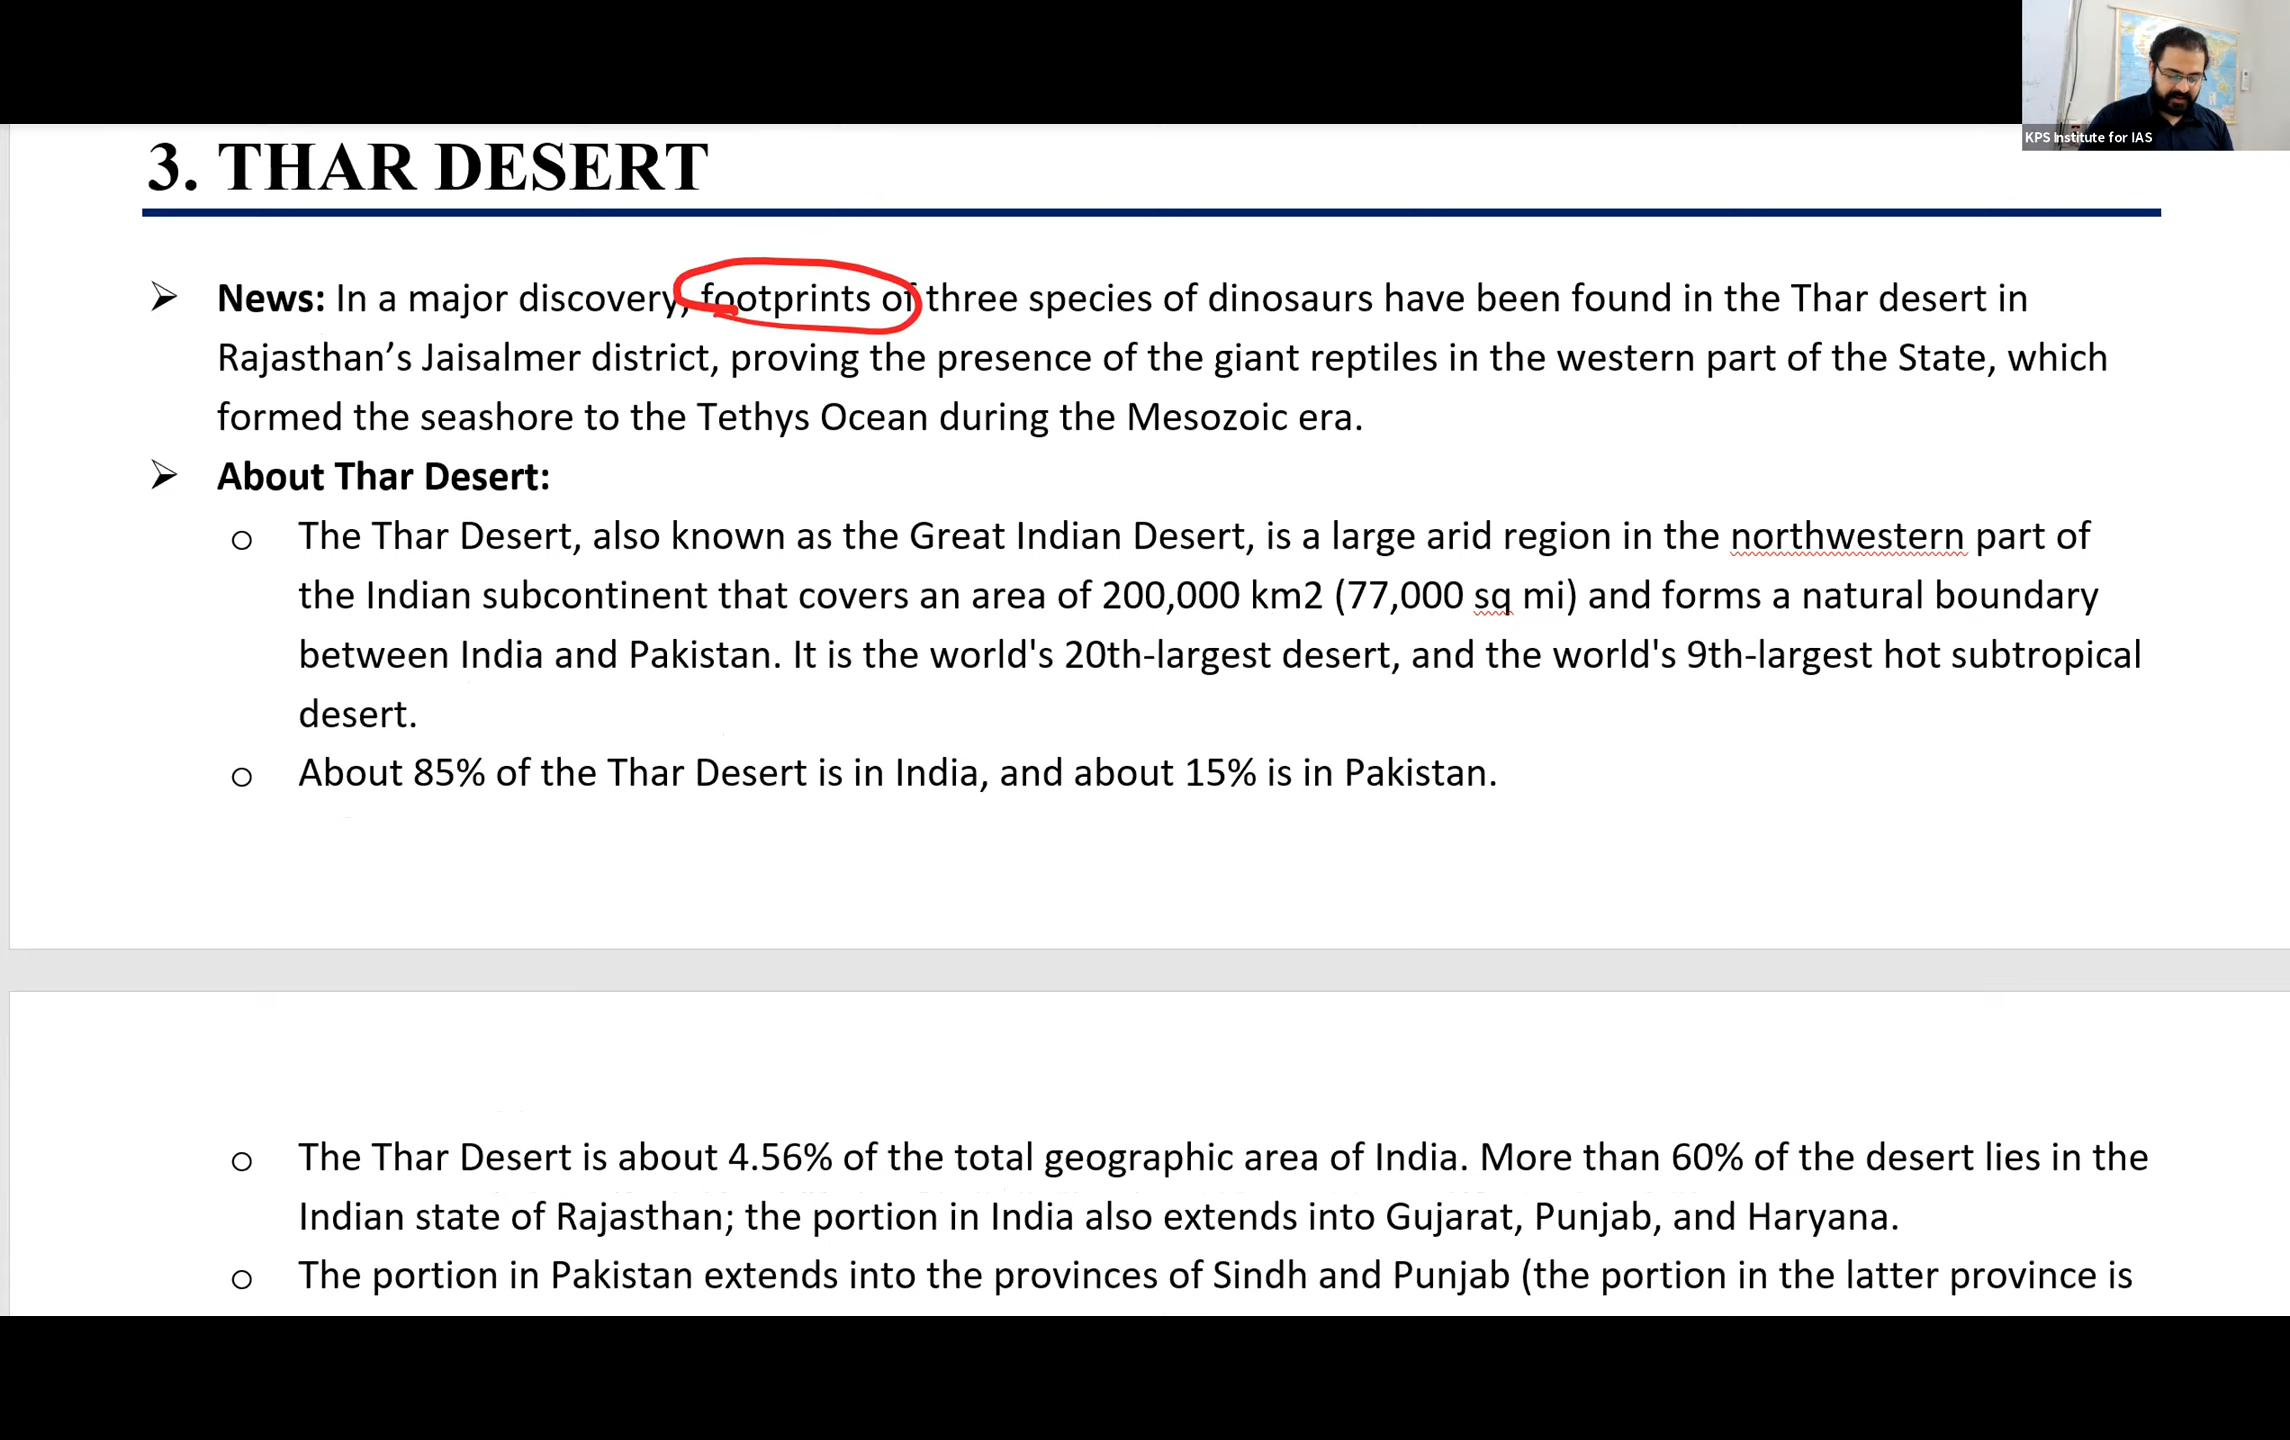 KPS Institute for IAS
3. THAR DESERT
➢ News: In a major discovery, footprints of three species of dinosaurs have been found in the Thar desert in
Rajasthan’s Jaisalmer district, proving the presence of the giant reptiles in the western part of the State, which
formed the seashore to the Tethys Ocean during the Mesozoic era.
➢ About Thar Desert:
o The Thar Desert, also known as the Great Indian Desert, is a large arid region in the northwestern part of
the Indian subcontinent that covers an area of 200,000 km2 (77,000 sq mi) and forms a natural boundary
between India and Pakistan. It is the world's 20th-largest desert, and the world's 9th-largest hot subtropical
desert.
o About 85% of the Thar Desert is in India, and about 15% is in Pakistan.
o The Thar Desert is about 4.56% of the total geographic area of India. More than 60% of the desert lies in the
Indian state of Rajasthan; the portion in India also extends into Gujarat, Punjab, and Haryana.
o The portion in Pakistan extends into the provinces of Sindh and Punjab (the portion in the latter province is